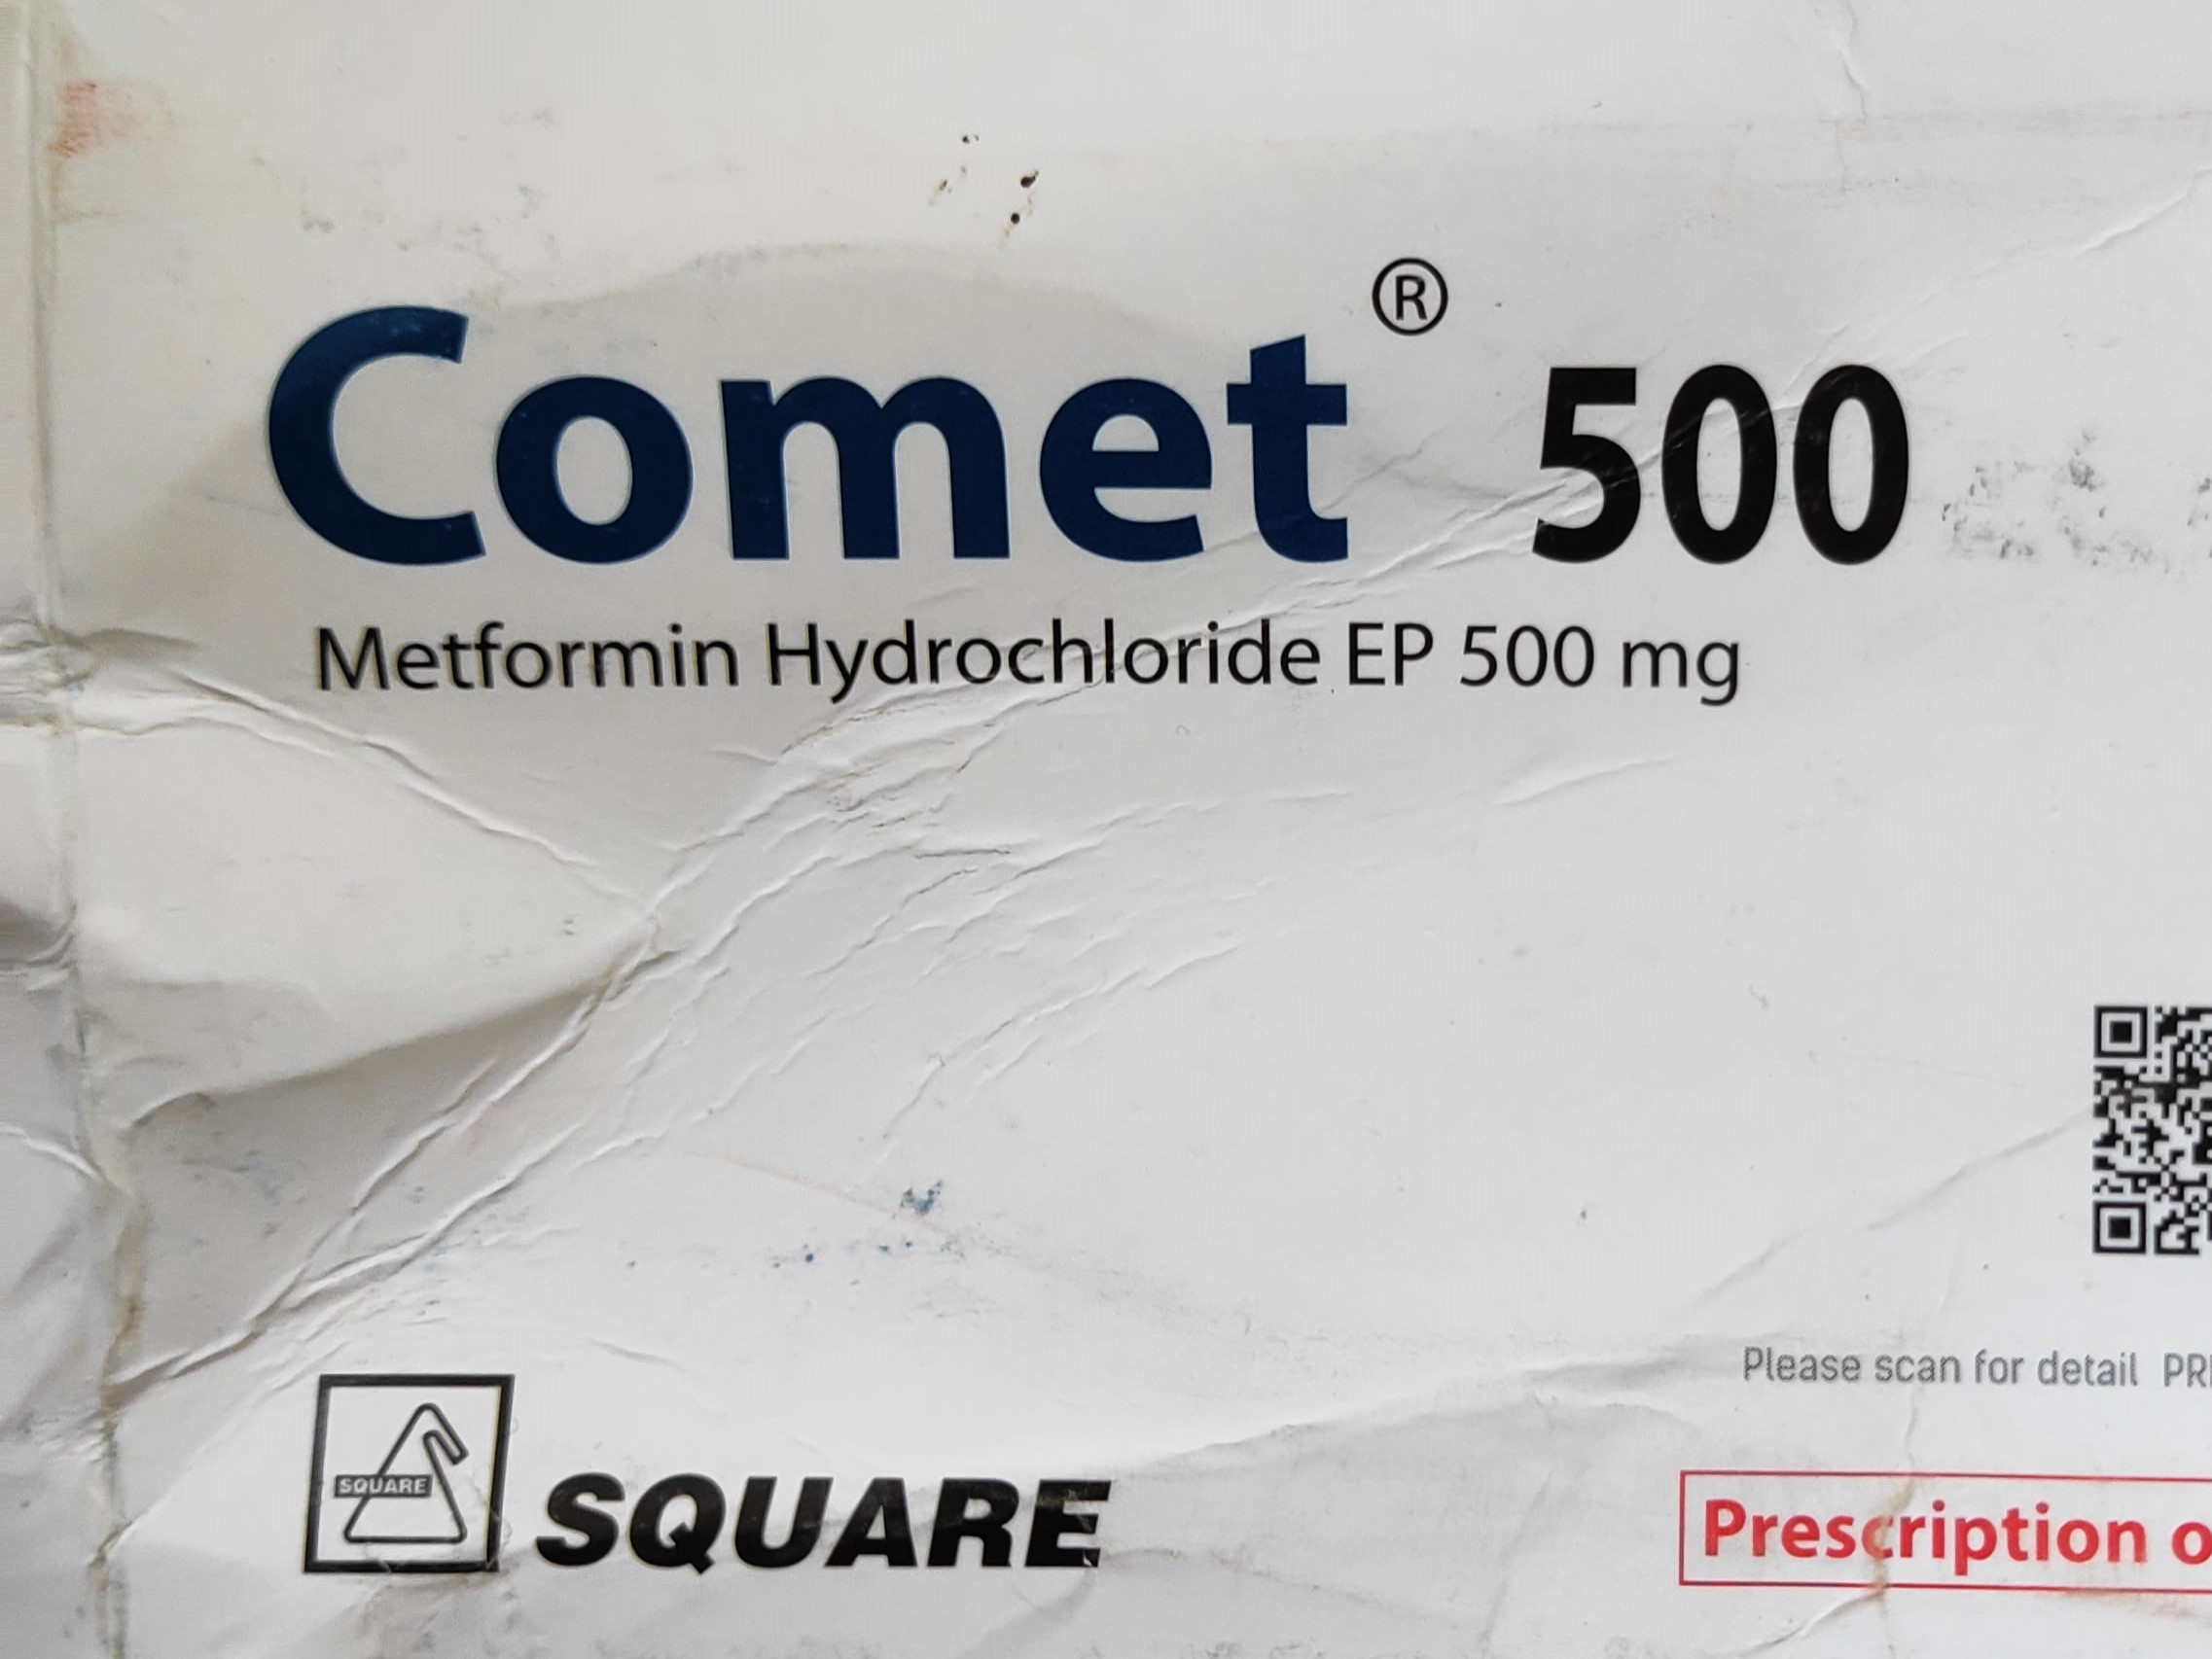 Comet® 500
Metformin Hydrochloride EP 500 mg
Please scan for detail
SQUARE
SQUARE
Prescription